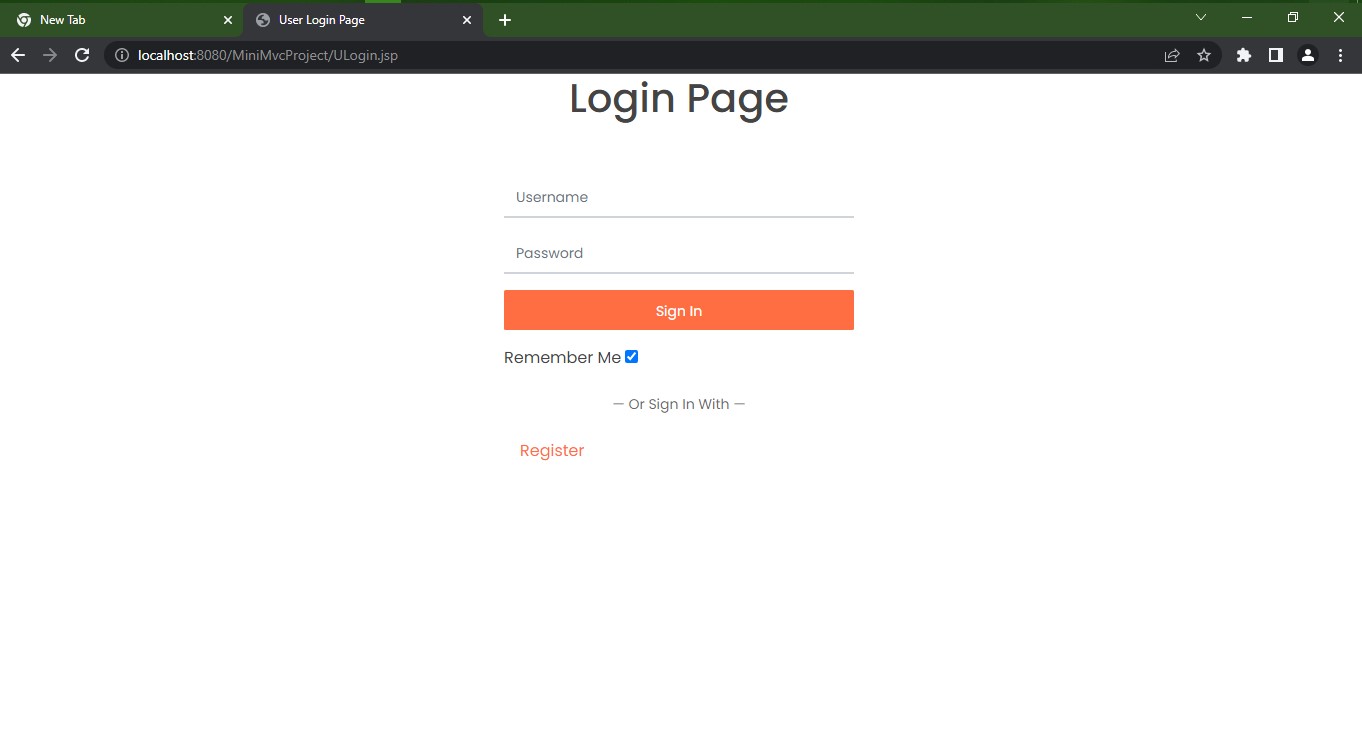 New Tab
User Login Page
localhost:8080/MiniMvcProject/ULogin.jsp
Login Page
Username
Password
Sign In
Remember Me
— Or Sign In With —
Register